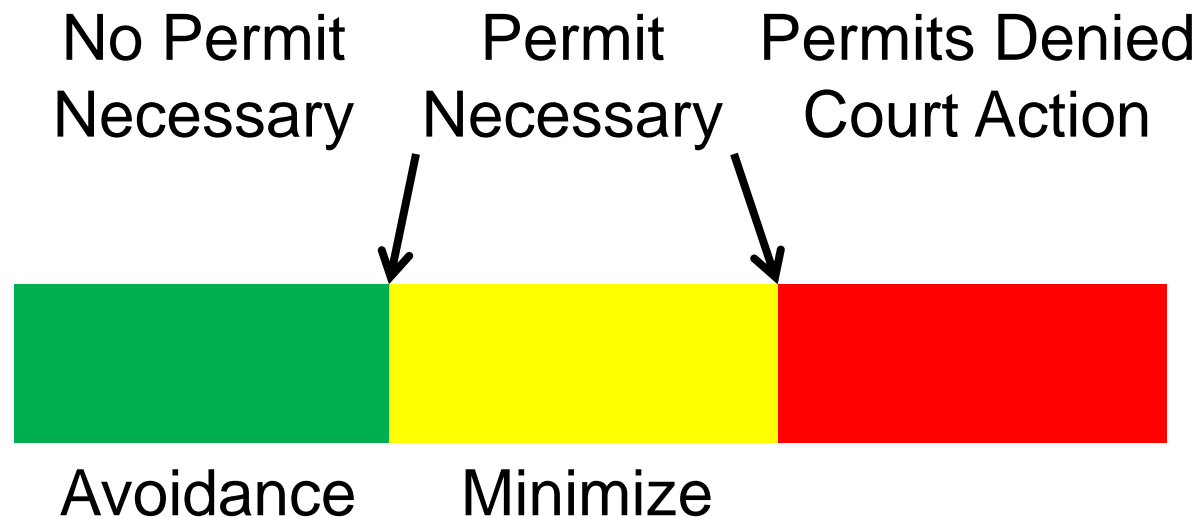 No Permit
Necessary
Permit
Necessary
Permits Denied
Court Action
Avoidance
Minimize